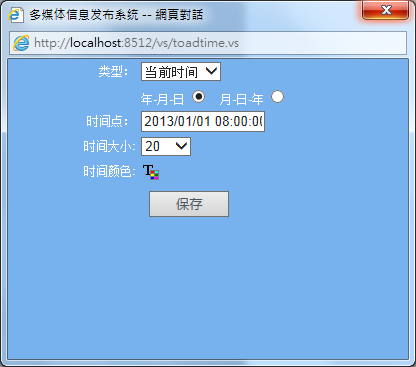 多媒体信息发布系统 -- 網頁對話
http://localhost:8512/vs/toadtime.vs
类型： 当前时间
年-月-日 月-日-年
时间点： 2013/01/01 08:00:00
时间大小: 20
时间颜色: T
保存